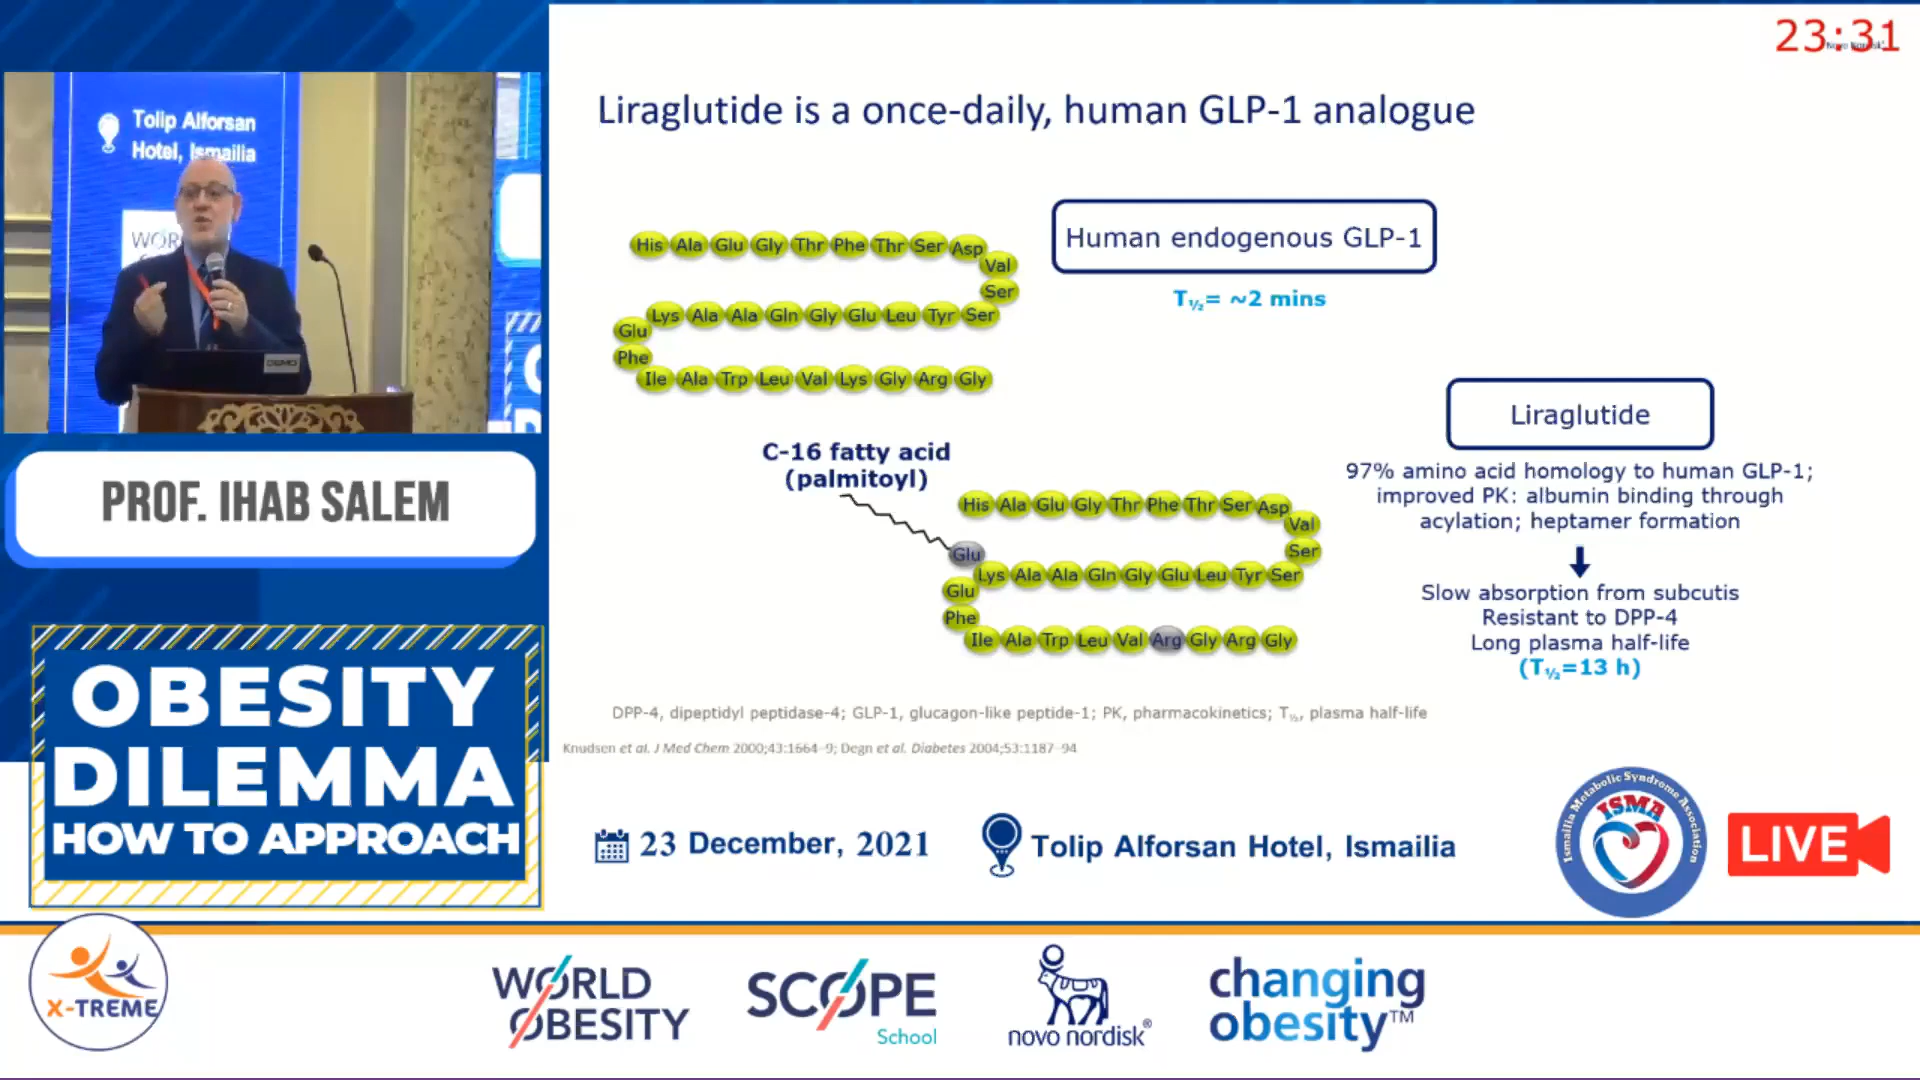 23:31
Tolip Alforsan
Hotel, Ismailia
WOR
DEMO
PROF. IHAB SALEM
OBESITY
DILEMMA
HOW TO APPROACH
Liraglutide is a once-daily, human GLP-1 analogue
Human endogenous GLP-1
T½= ~2 mins
His Ala Glu Gly Thr Phe Thr Ser Asp
Val
Ser
Lys Ala Ala Gln Gly Glu Leu Tyr Ser
Glu
Phe
Ile Ala Trp Leu Val Lys Gly Arg Gly
C-16 fatty acid
(palmitoyl)
His Ala Glu Gly Thr Phe Thr Ser Asp
Val
Ser
Glu
Lys Ala Ala Gln Gly Glu Leu Tyr Ser
Glu
Phe
Ile Ala Trp Leu Val Arg Gly Arg Gly
Liraglutide
97% amino acid homology to human GLP-1;
improved PK: albumin binding through
acylation; heptamer formation
Slow absorption from subcutis
Resistant to DPP-4
Long plasma half-life
(T½=13 h)
DPP-4, dipeptidyl peptidase-4; GLP-1, glucagon-like peptide-1; PK, pharmacokinetics; T½, plasma half-life
Knudsen et al. J Med Chem 2000;43:1664–9; Degn et al. Diabetes 2004;53:1187–94
23 December, 2021
Tolip Alforsan Hotel, Ismailia
Ismailia Metabolic Syndrome Association
ISMA
LIVE
X-TREME
WORLD
OBESITY
SCOPE
School
novo nordisk®
changing
obesity™